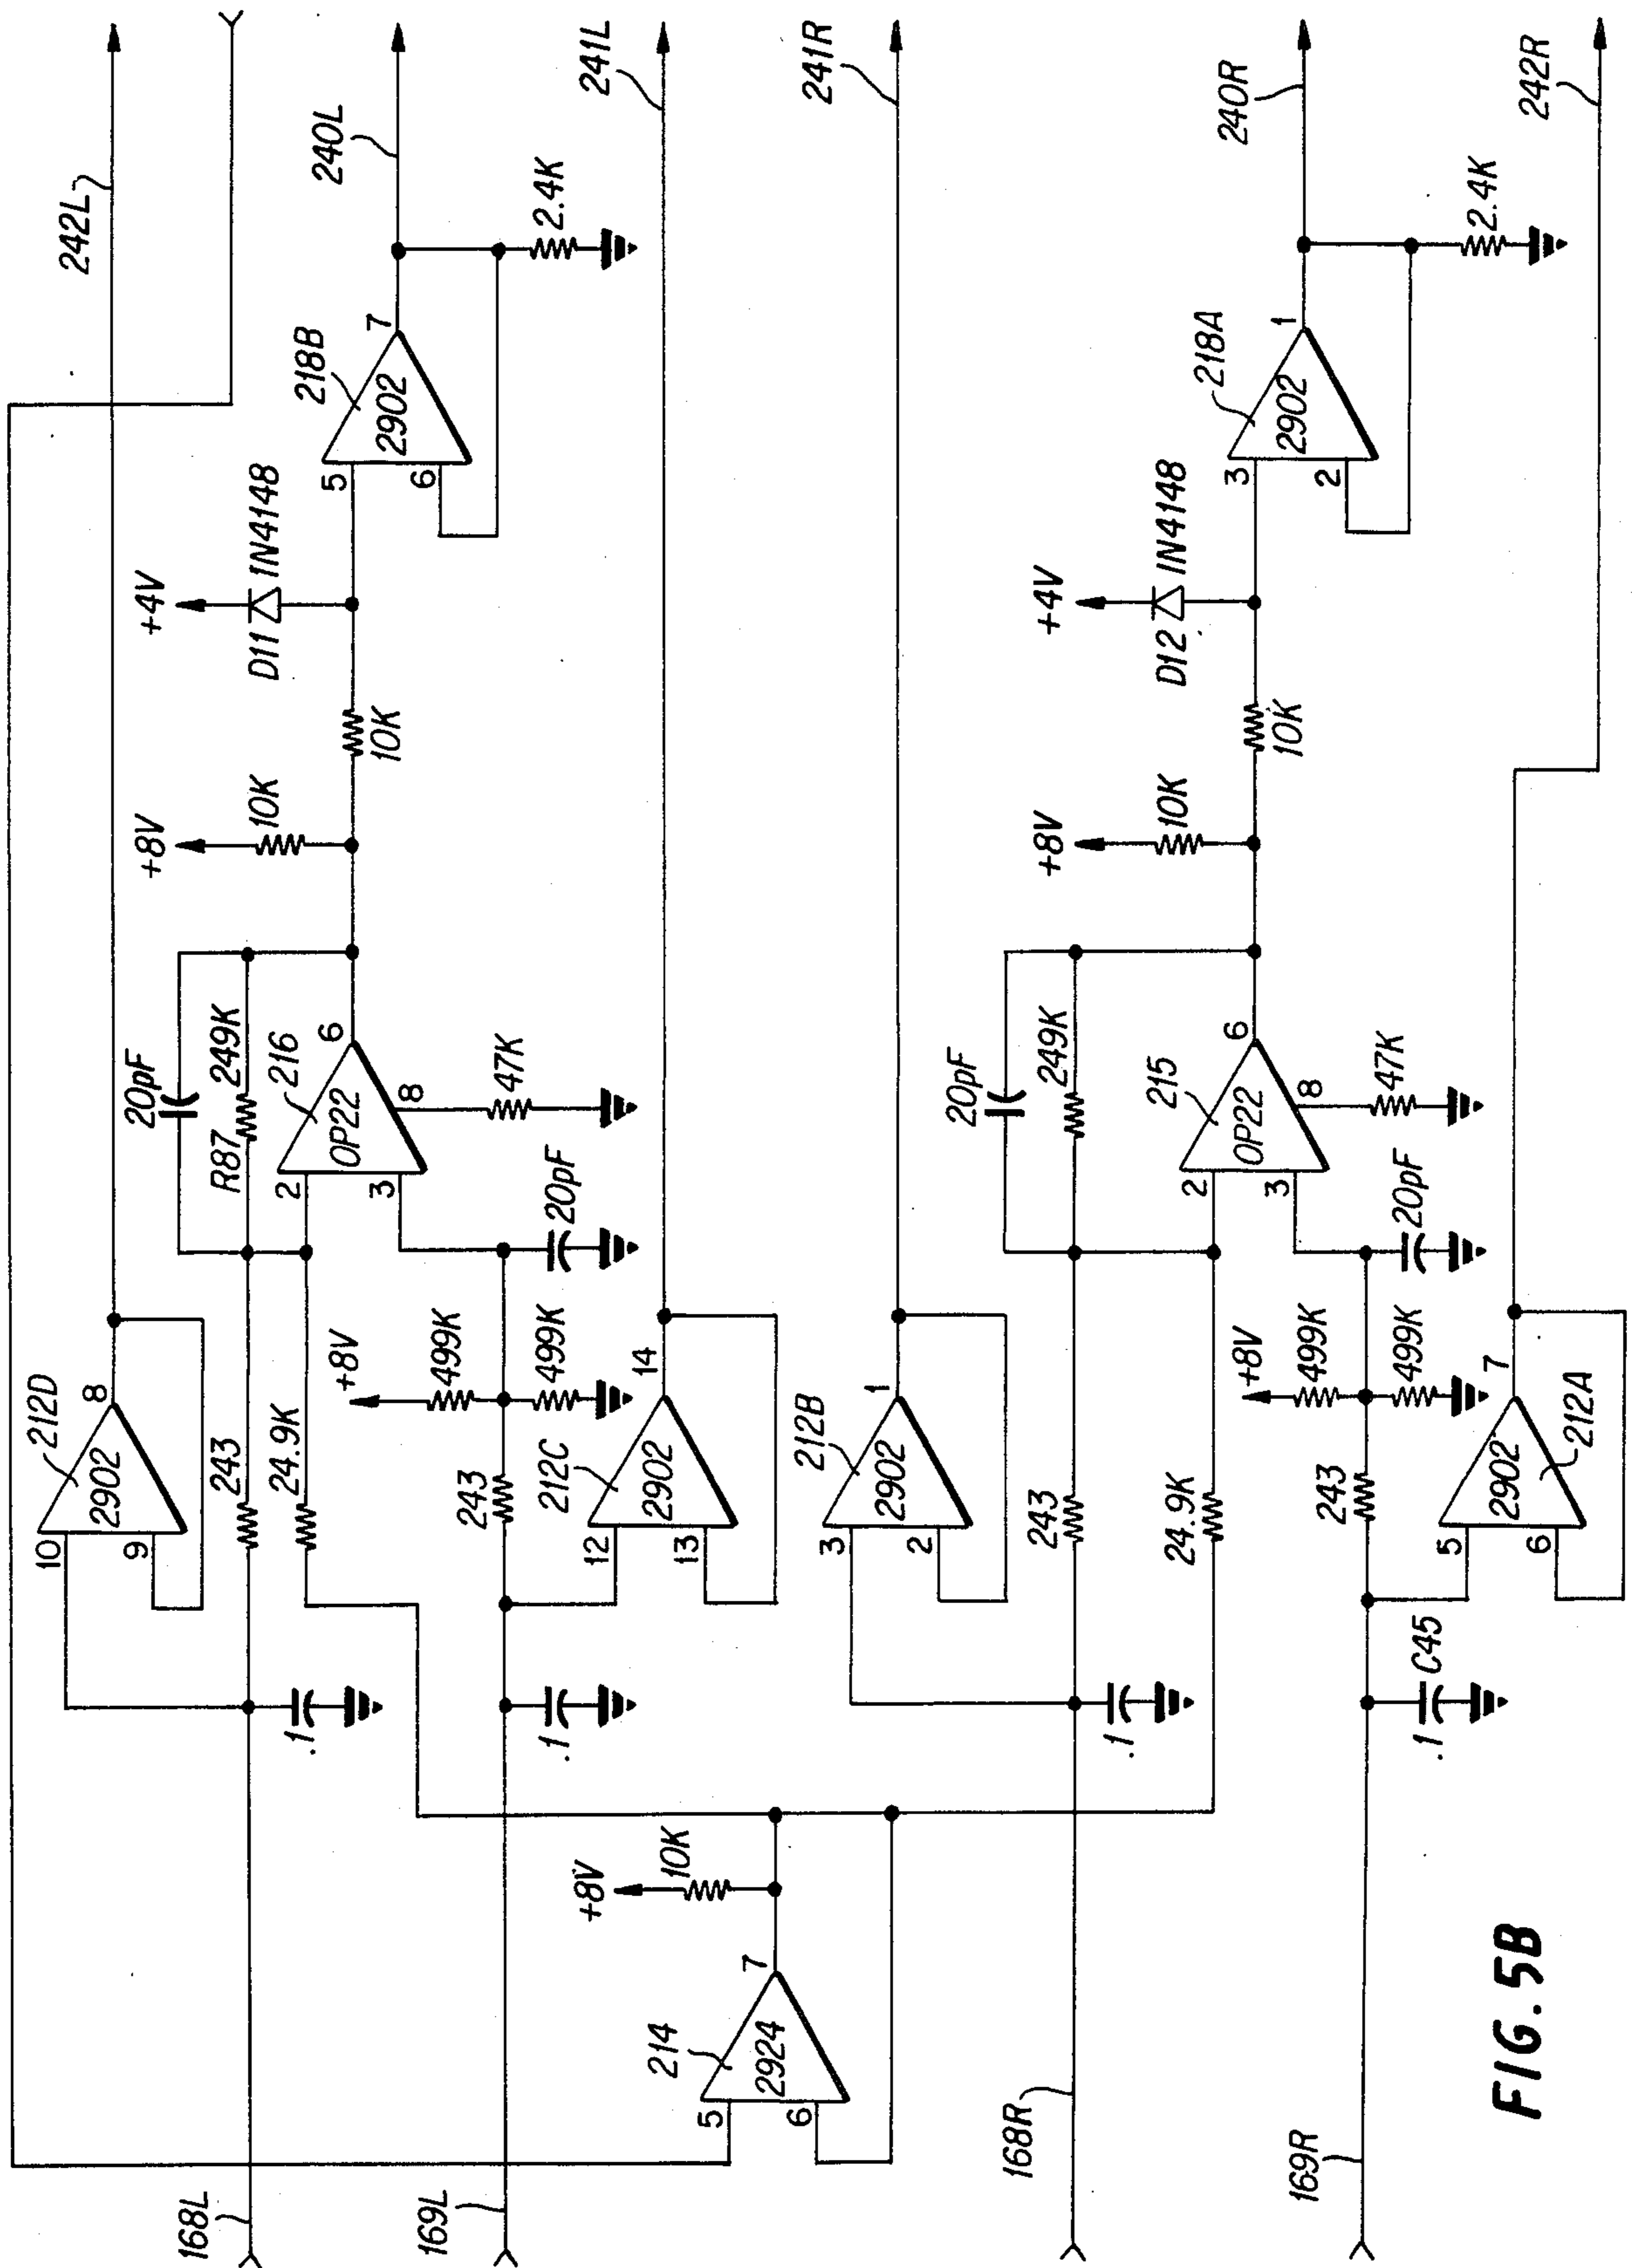 242L
240L
241L
241R
240R
242R
2.4K
2.4K
7
218B
2902
5
6
1
218A
2902
3
2
+4V
D11
1N4148
+4V
D12
1N4148
10K
10K
+8V
10K
+8V
10K
20pF
R87
249K
216
6
OP22
2
3
8
47K
20pF
20pF
249K
215
6
OP22
2
3
8
47K
20pF
212D
8
2902
10
9
243
24.9K
+8V
499K
499K
243
212C
14
2902
12
13
212B
1
2902
3
2
243
24.9K
+8V
499K
499K
243
7
2902
212A
5
6
.1
.1
.1
.1
C45
+8V
10K
214
7
2924
5
6
168L
169L
168R
169R
FIG. 5B